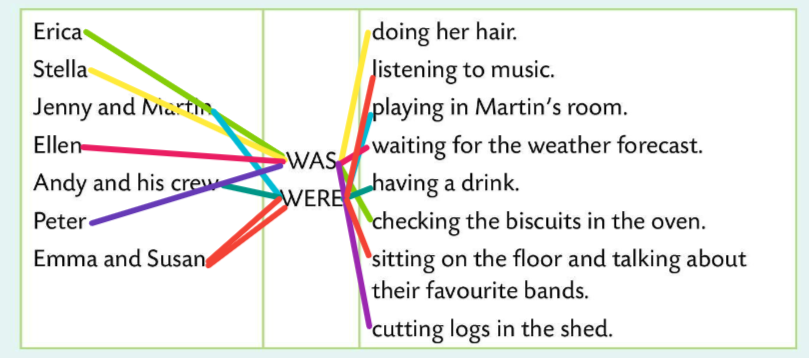 Erica
Stella
Jenny and Martin
Ellen
Andy and his crew
Peter
Emma and Susan
WAS
WERE
doing her hair.
listening to music.
playing in Martin's room.
waiting for the weather forecast.
having a drink.
checking the biscuits in the oven.
sitting on the floor and talking about
their favourite bands.
cutting logs in the shed.